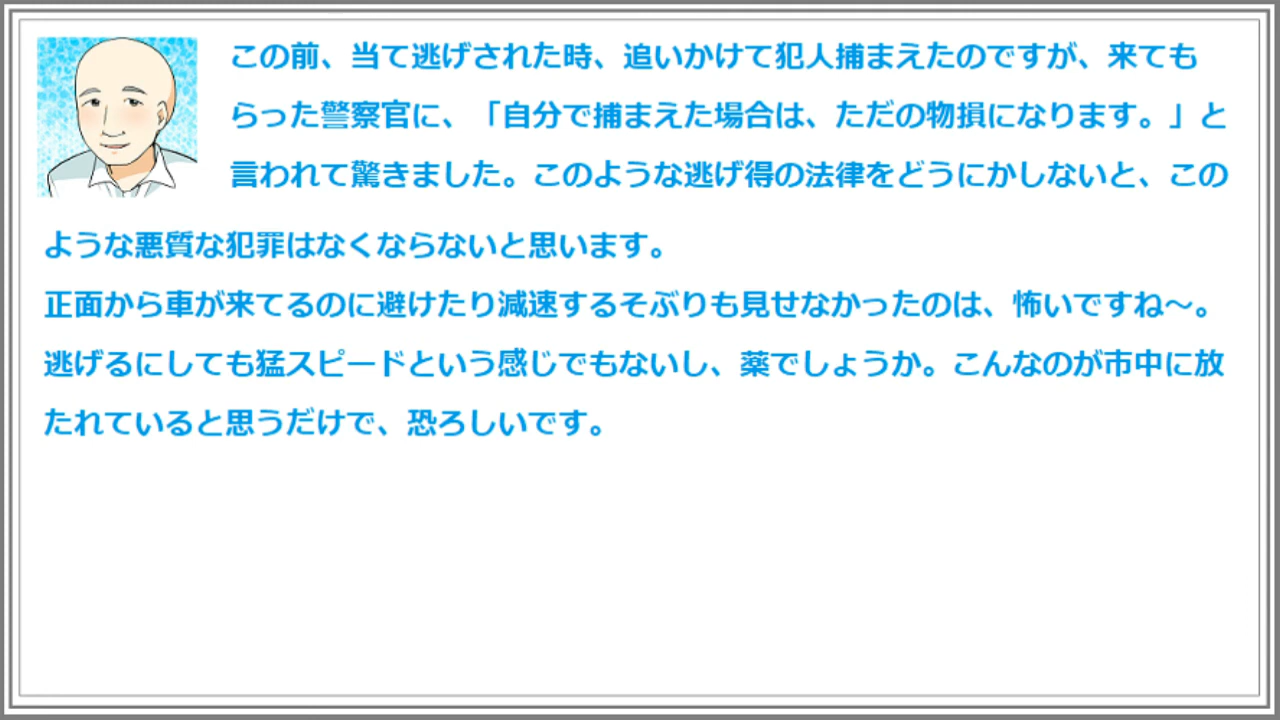 この前、当て逃げされた時、追いかけて犯人捕まえたのですが、来ても
らった警察官に、「自分で捕まえた場合は、ただの物損になります。」と
言われて驚きました。このような逃げ得の法律をどうにかしないと、この
ような悪質な犯罪はなくならないと思います。
正面から車が来てるのに避けたり減速するそぶりも見せなかったのは、怖いですね〜。
逃げるにしても猛スピードという感じでもないし、薬でしょうか。こんなのが市中に放
たれていると思うだけで、恐ろしいです。